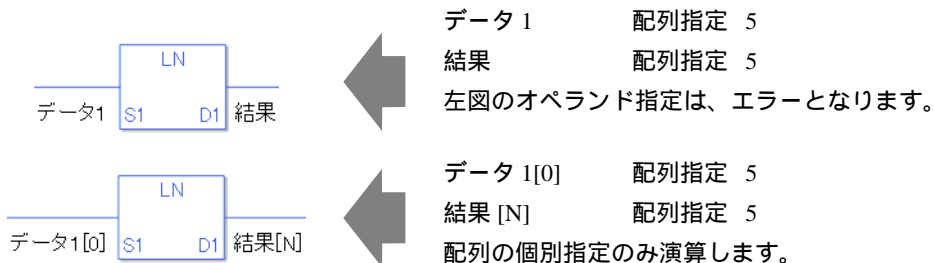 データ 1 配列指定 5
結果 配列指定 5
左図のオペランド指定は、エラーとなります。
LN
データ1 S1 D1 結果
データ 1[0] 配列指定 5
結果 [N] 配列指定 5
配列の個別指定のみ演算します。
LN
データ1[0] S1 D1 結果[N]